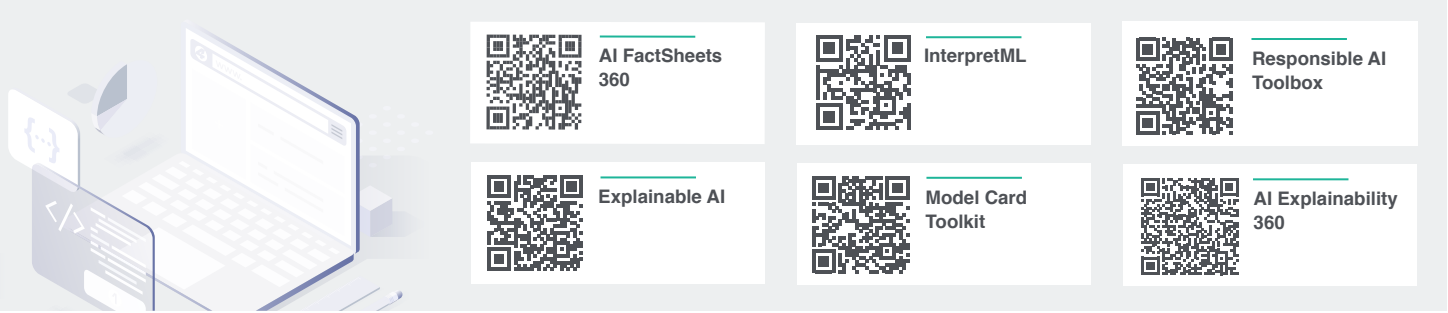 AI FactSheets
360
InterpretML
Responsible AI
Toolbox
Explainable AI
Model Card
Toolkit
AI Explainability
360
{...}
</>